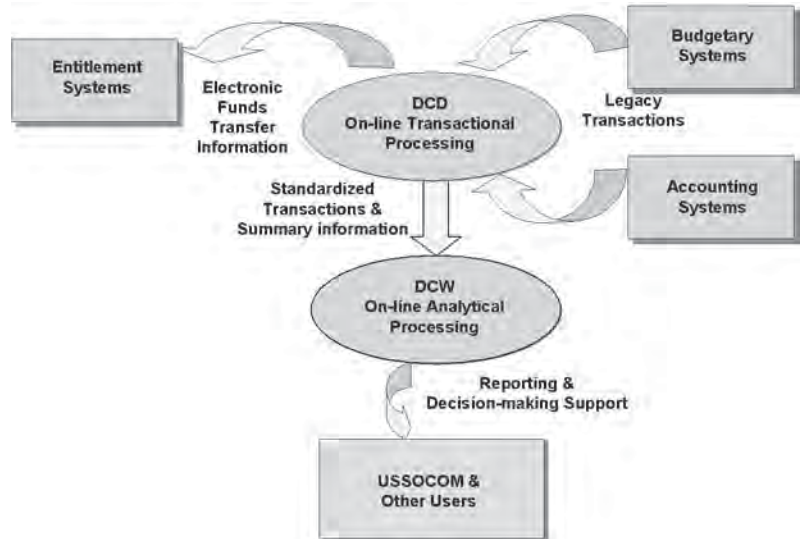 Entitlement
Systems
Electronic
Funds
Transfer
Information
DCD
On-line Transactional
Processing
Budgetary
Systems
Legacy
Transactions
Accounting
Systems
Standardized
Transactions &
Summary information
DCW
On-line Analytical
Processing
Reporting &
Decision-making Support
USSOCOM &
Other Users